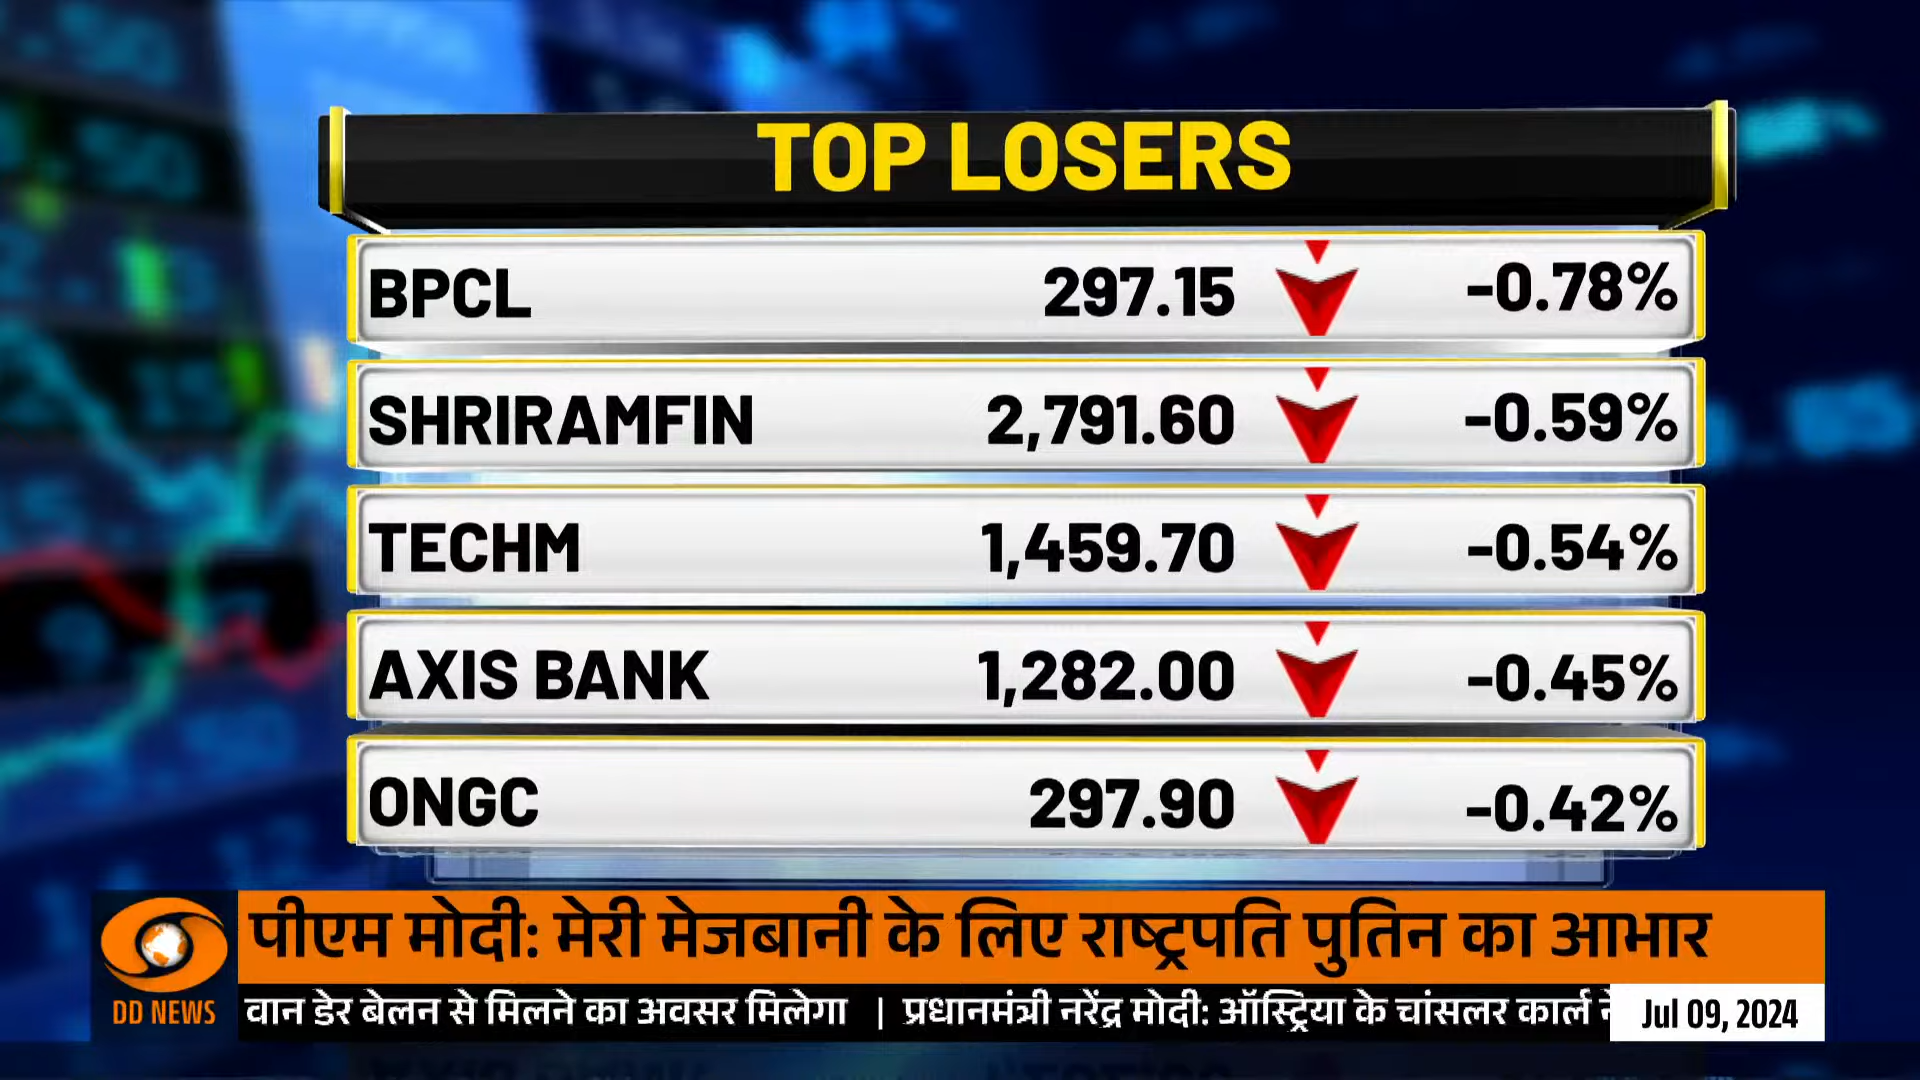 TOP LOSERS
BPCL 297.15 -0.78%
SHRIRAMFIN 2,791.60 -0.59%
TECHM 1,459.70 -0.54%
AXIS BANK 1,282.00 -0.45%
ONGC 297.90 -0.42%
पीएम मोदी: मेरी मेजबानी के लिए राष्ट्रपति पुतिन का आभार
DD NEWS
वान डेर बेलन से मिलने का अवसर मिलेगा | प्रधानमंत्री नरेंद्र मोदी: ऑस्ट्रिया के चांसलर कार्ल
Jul 09, 2024